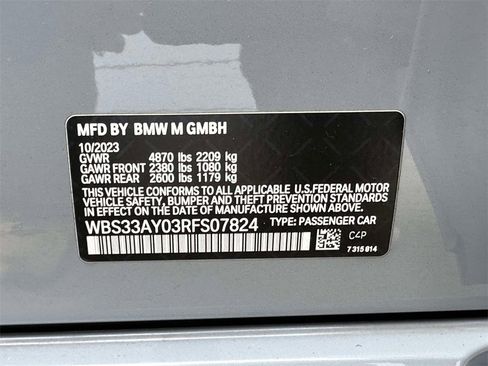 MFD BY BMW M GMBH
10/2023
GVWR 4870 lbs 2209 kg
GAWR FRONT 2380 lbs 1080 kg
GAWR REAR 2600 lbs 1179 kg
THIS VEHICLE CONFORMS TO ALL APPLICABLE U.S.FEDERAL MOTOR
VEHICLE SAFETY, BUMPER, AND THEFT PREVENTION STANDARDS
IN EFFECT ON THE DATE OF MANUFACTURE SHOWN ABOVE.
WBS33AY03RFS07824 TYPE: PASSENGER CAR
C4P
7 315 814